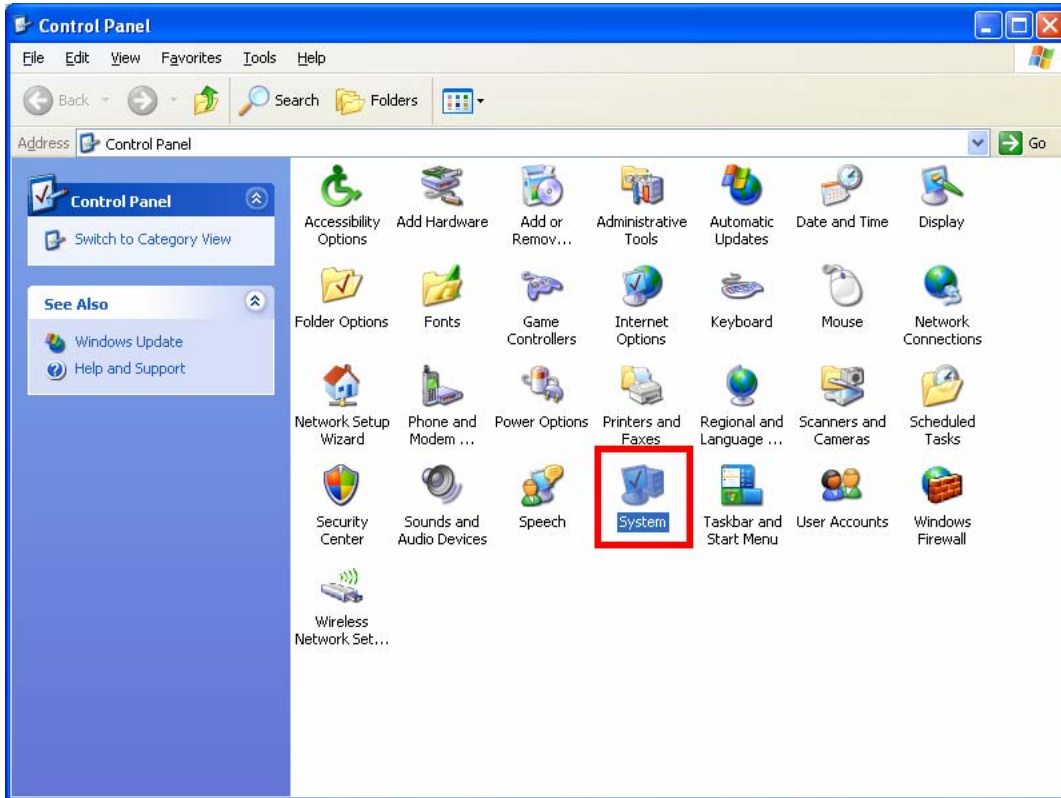 Control Panel
File Edit View Favorites Tools Help
Back Search Folders
Address Control Panel Go
Control Panel
Switch to Category View
See Also
Windows Update
Help and Support
Accessibility Options
Add Hardware
Add or Remov...
Administrative Tools
Automatic Updates
Date and Time
Display
Folder Options
Fonts
Game Controllers
Internet Options
Keyboard
Mouse
Network Connections
Network Setup Wizard
Phone and Modem ...
Power Options
Printers and Faxes
Regional and Language ...
Scanners and Cameras
Scheduled Tasks
Security Center
Sounds and Audio Devices
Speech
System
Taskbar and Start Menu
User Accounts
Windows Firewall
Wireless Network Set...